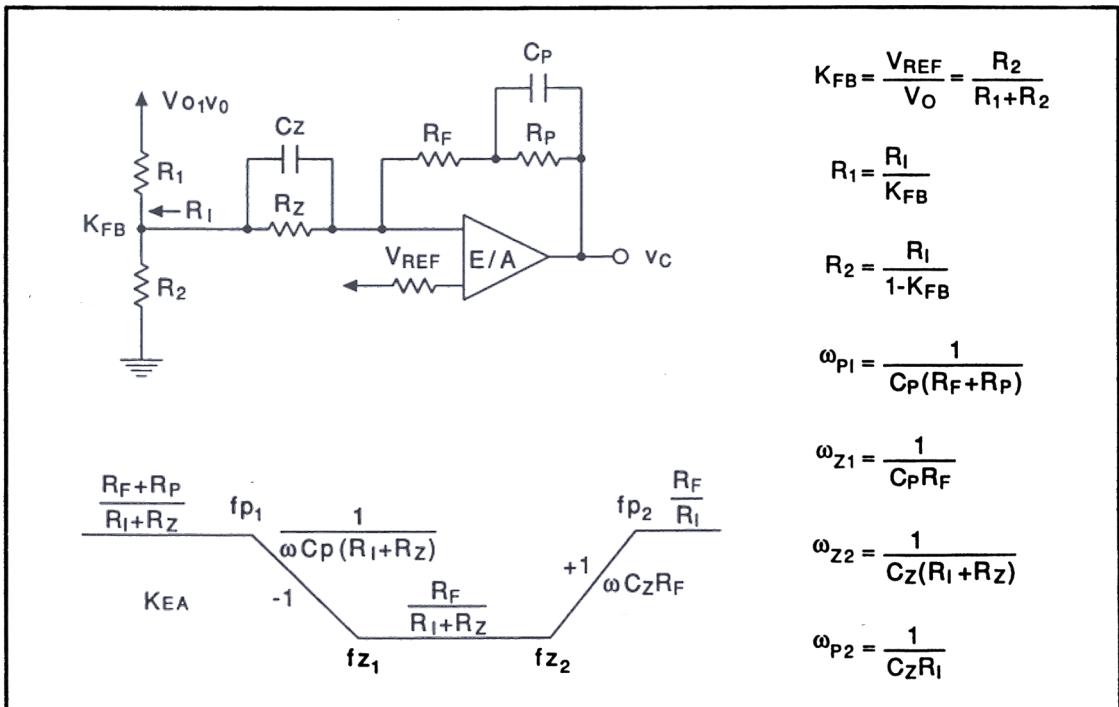 VO1v0
R1
KFB
RI
R2
CZ
RZ
RF
CP
RP
VREF
E/A
vC
RF+RP
RI+RZ
fp1
1
ωCp(RI+RZ)
KEA
-1
RF
RI+RZ
fz1
fz2
+1
ωCZRF
fp2
RF
RI
KFB = VREF/VO = R2/R1+R2
R1 = RI/KFB
R2 = RI/1-KFB
ωPI = 1/CP(RF+RP)
ωZ1 = 1/CPRF
ωZ2 = 1/CZ(RI+RZ)
ωP2 = 1/CZRI